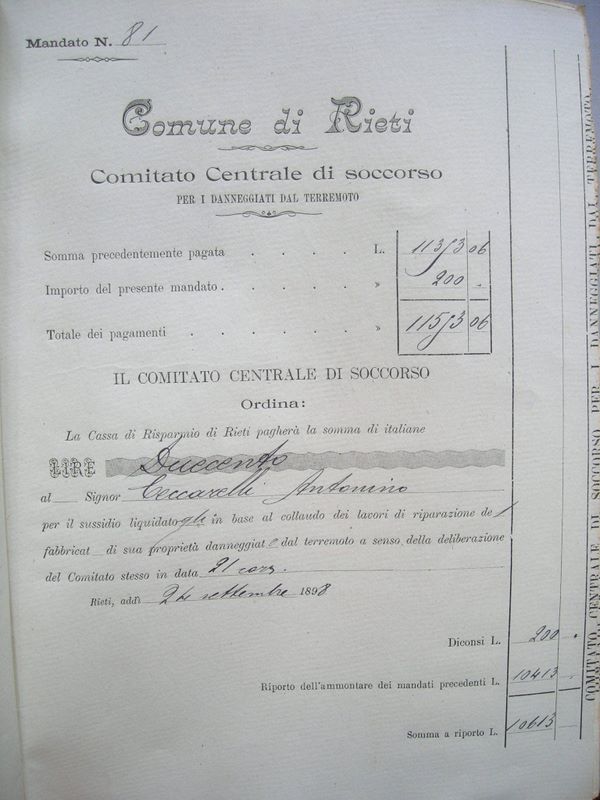 Mandato N. 81
Comune di Rieti
Comitato Centrale di soccorso
PER I DANNEGGIATI DAL TERREMOTO
Somma precedentemente pagata . . . . L. 11373 06
Importo del presente mandato . . . . » 200 .
Totale dei pagamenti . . . . . » 11573 06
IL COMITATO CENTRALE DI SOCCORSO
Ordina:
La Cassa di Risparmio di Rieti pagherà la somma di italiane
LIRE Duecento
al Signor Ceccarelli Antonino
per il sussidio liquidatogli in base al collaudo dei lavori di riparazione del
fabbricat di sua proprietà danneggiate dal terremoto a senso della deliberazione
del Comitato stesso in data 21 corr.
Rieti, addì 24 settembre 1898
Diconsi L. 200 .
Riporto dell'ammontare dei mandati precedenti L. 10413
Somma a riporto L. 10613
COMITATO CENTRALE DI SOCCORSO PER I DANNEGGIATI DAL TERREMOTO.